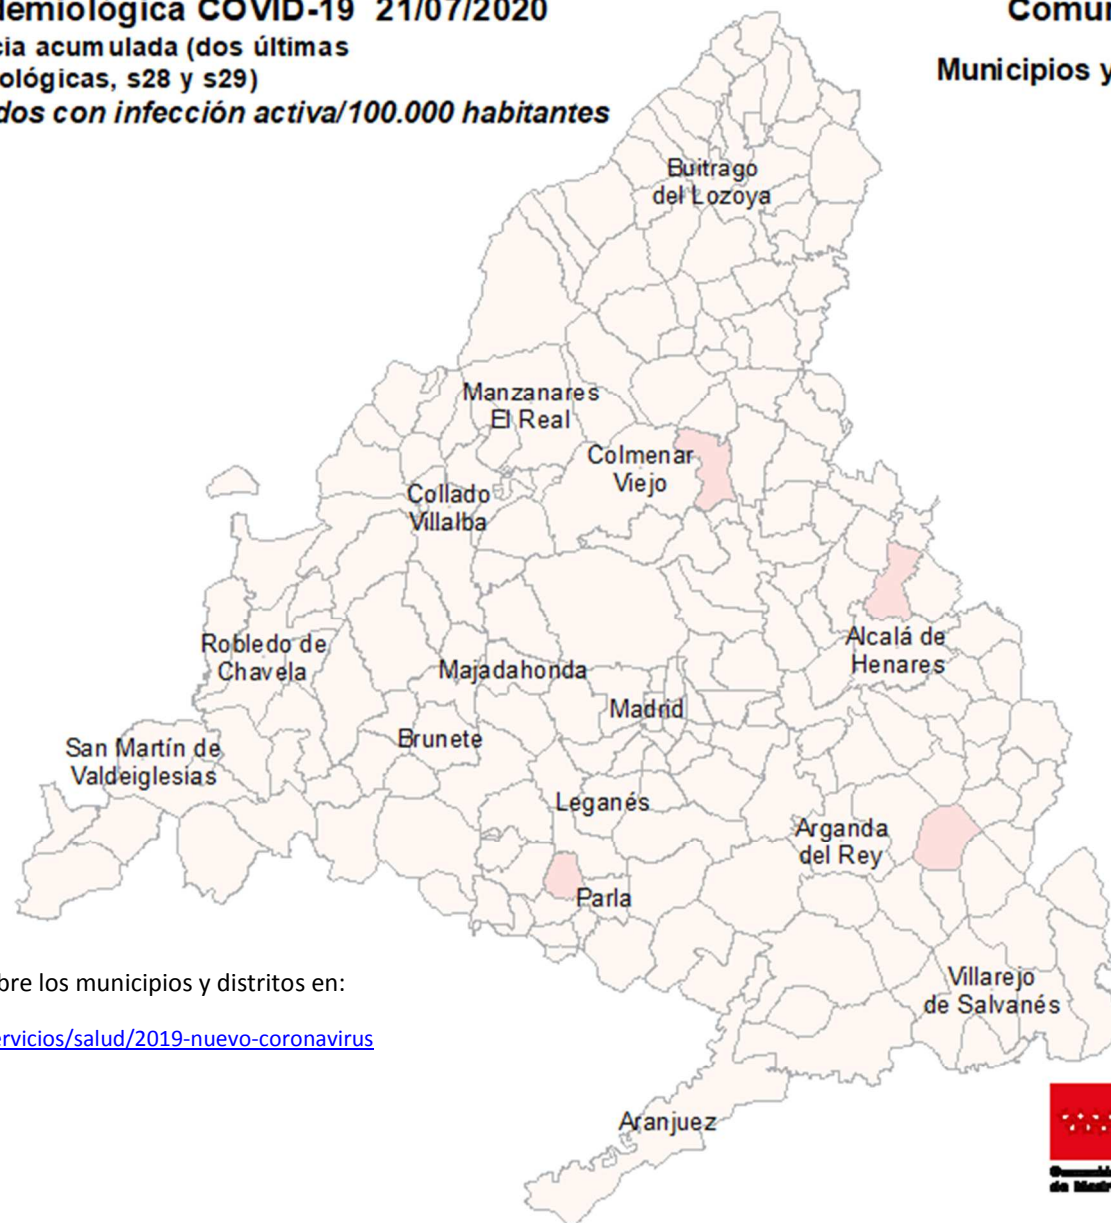 demiológica COVID-19 21/07/2020
cia acumulada (dos últimas
ológicas, s28 y s29)
dos con infección activa/100.000 habitantes
Comun
Municipios y
Buitrago
del Lozoya
Manzanares
El Real
Colmenar
Viejo
Collado
Villalba
Robledo de
Chavela
Majadahonda
Alcalá de
Henares
Madrid
Brunete
San Martín de
Valdeiglesias
Leganés
Arganda
del Rey
Parla
bre los municipios y distritos en:
Villarejo
de Salvanés
ervicios/salud/2019-nuevo-coronavirus
Aranjuez
de Madr